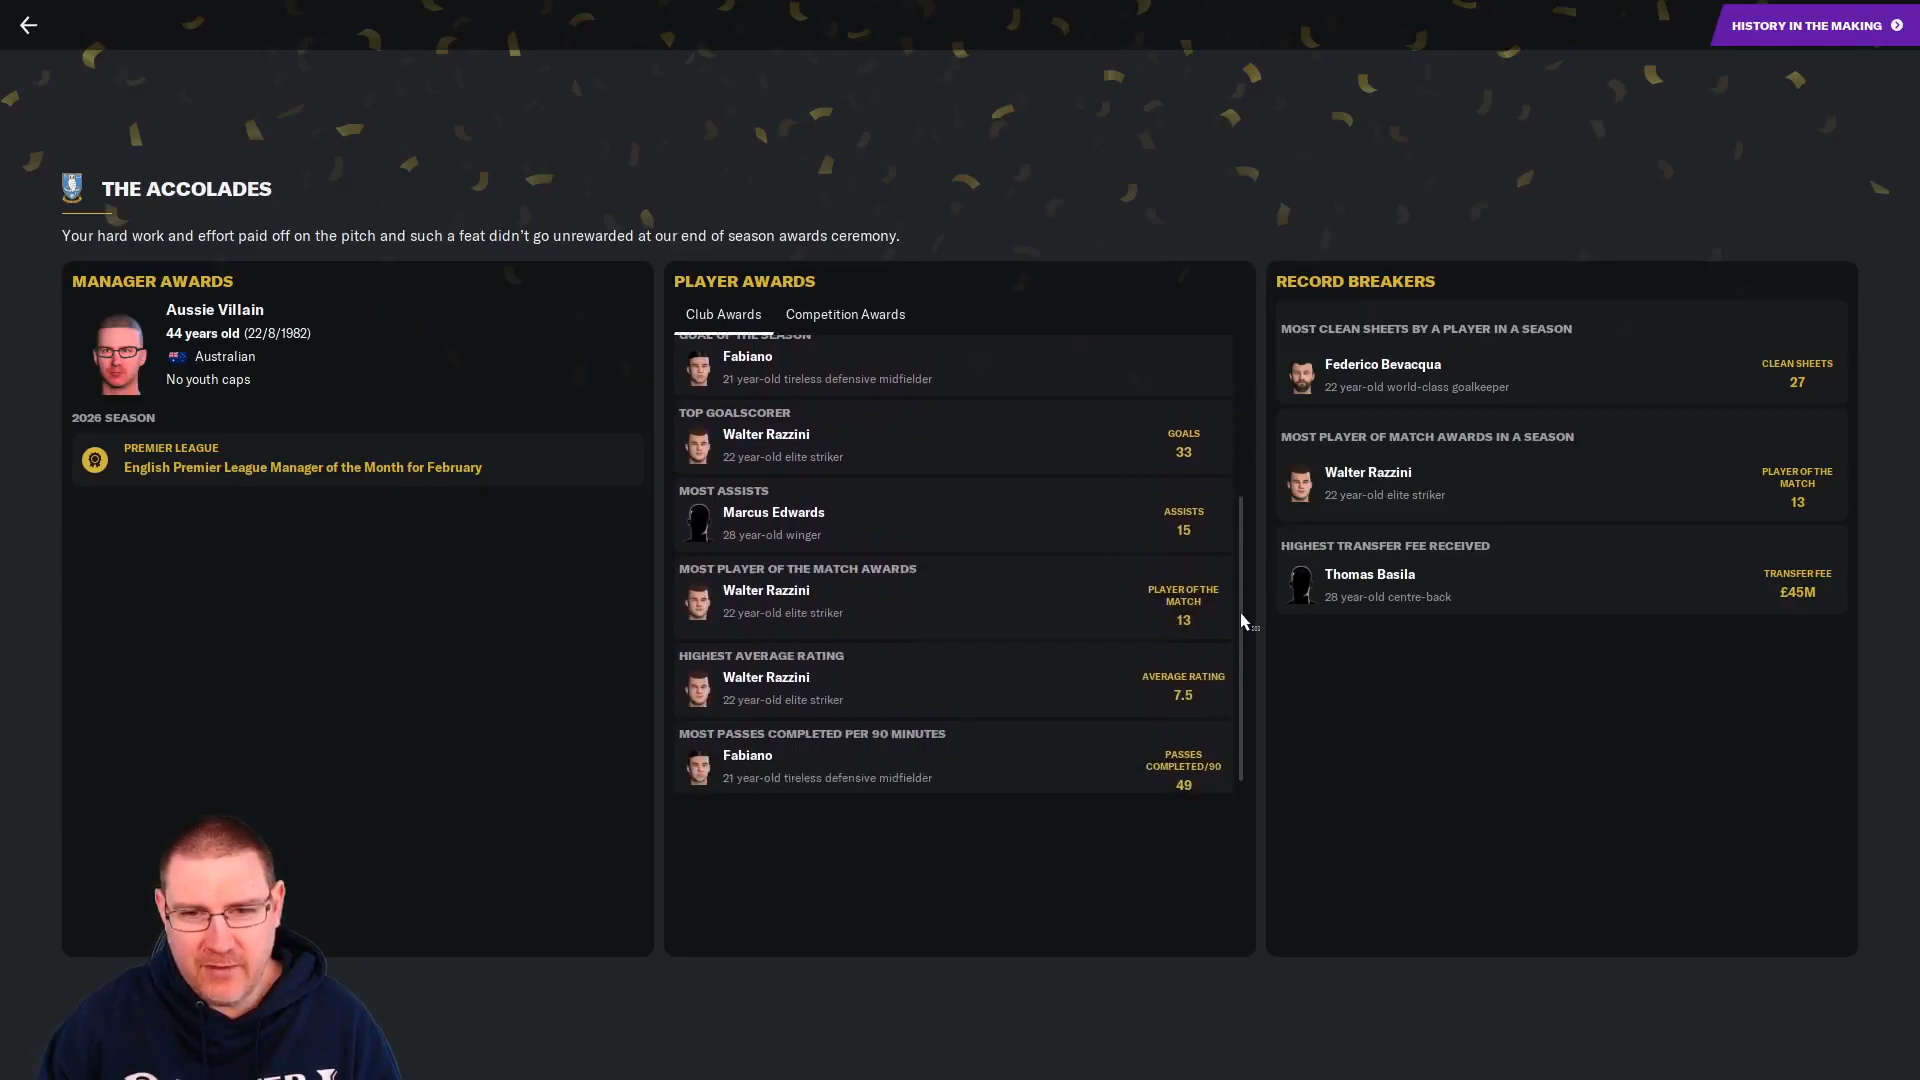 HISTORY IN THE MAKING
THE ACCOLADES
Your hard work and effort paid off on the pitch and such a feat didn't go unrewarded at our end of season awards ceremony.
MANAGER AWARDS
Aussie Villain
44 years old (22/8/1982)
Australian
No youth caps
2026 SEASON
PREMIER LEAGUE
English Premier League Manager of the Month for February
PLAYER AWARDS
Club Awards Competition Awards
GOAL OF THE SEASON
Fabiano
21 year-old tireless defensive midfielder
TOP GOALSCORER
Walter Razzini
22 year-old elite striker
GOALS
33
MOST ASSISTS
Marcus Edwards
28 year-old winger
ASSISTS
15
MOST PLAYER OF THE MATCH AWARDS
Walter Razzini
22 year-old elite striker
PLAYER OF THE
MATCH
13
HIGHEST AVERAGE RATING
Walter Razzini
22 year-old elite striker
AVERAGE RATING
7.5
MOST PASSES COMPLETED PER 90 MINUTES
Fabiano
21 year-old tireless defensive midfielder
PASSES
COMPLETED/90
49
RECORD BREAKERS
MOST CLEAN SHEETS BY A PLAYER IN A SEASON
Federico Bevacqua
22 year-old world-class goalkeeper
CLEAN SHEETS
27
MOST PLAYER OF MATCH AWARDS IN A SEASON
Walter Razzini
22 year-old elite striker
PLAYER OF THE
MATCH
13
HIGHEST TRANSFER FEE RECEIVED
Thomas Basila
28 year-old centre-back
TRANSFER FEE
£45M